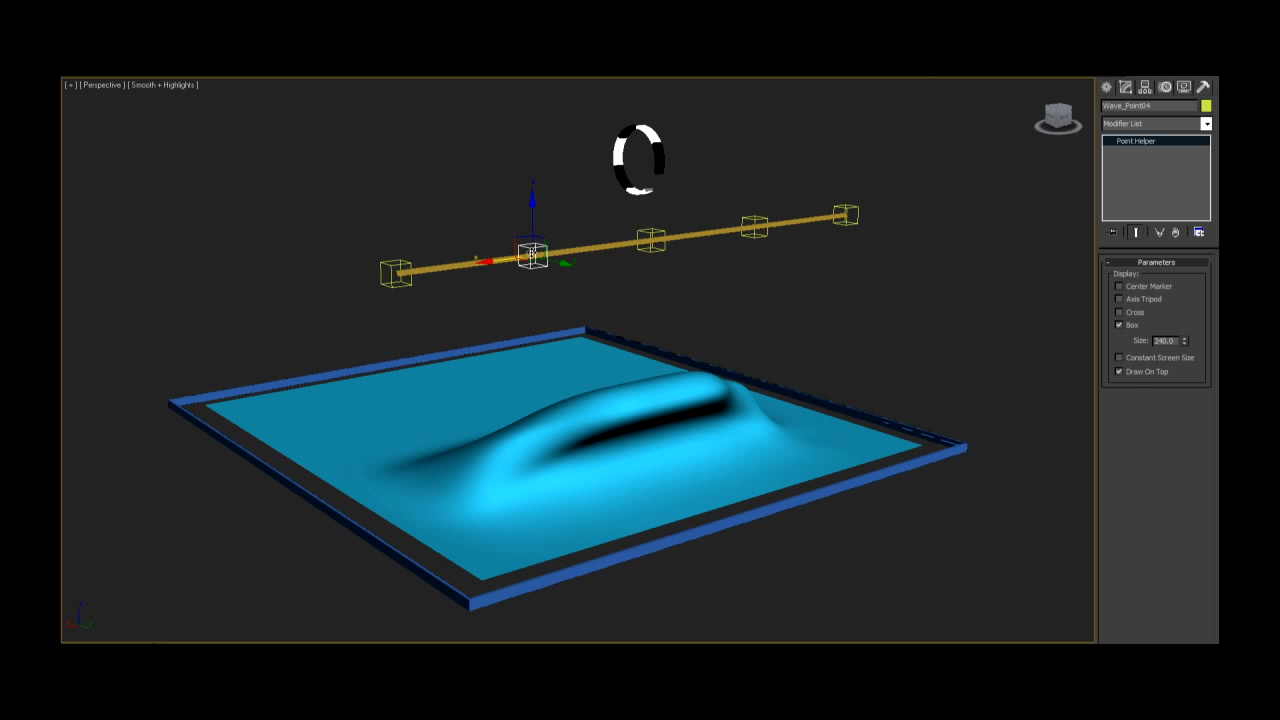 [ + ] [ Perspective ] [ Smooth + Highlights ]
Wave_Point04
Modifier List
Point Helper
- Parameters
Display:
Center Marker
Axis Tripod
Cross
Box
Size: 240.0
Constant Screen Size
Draw On Top
z
x